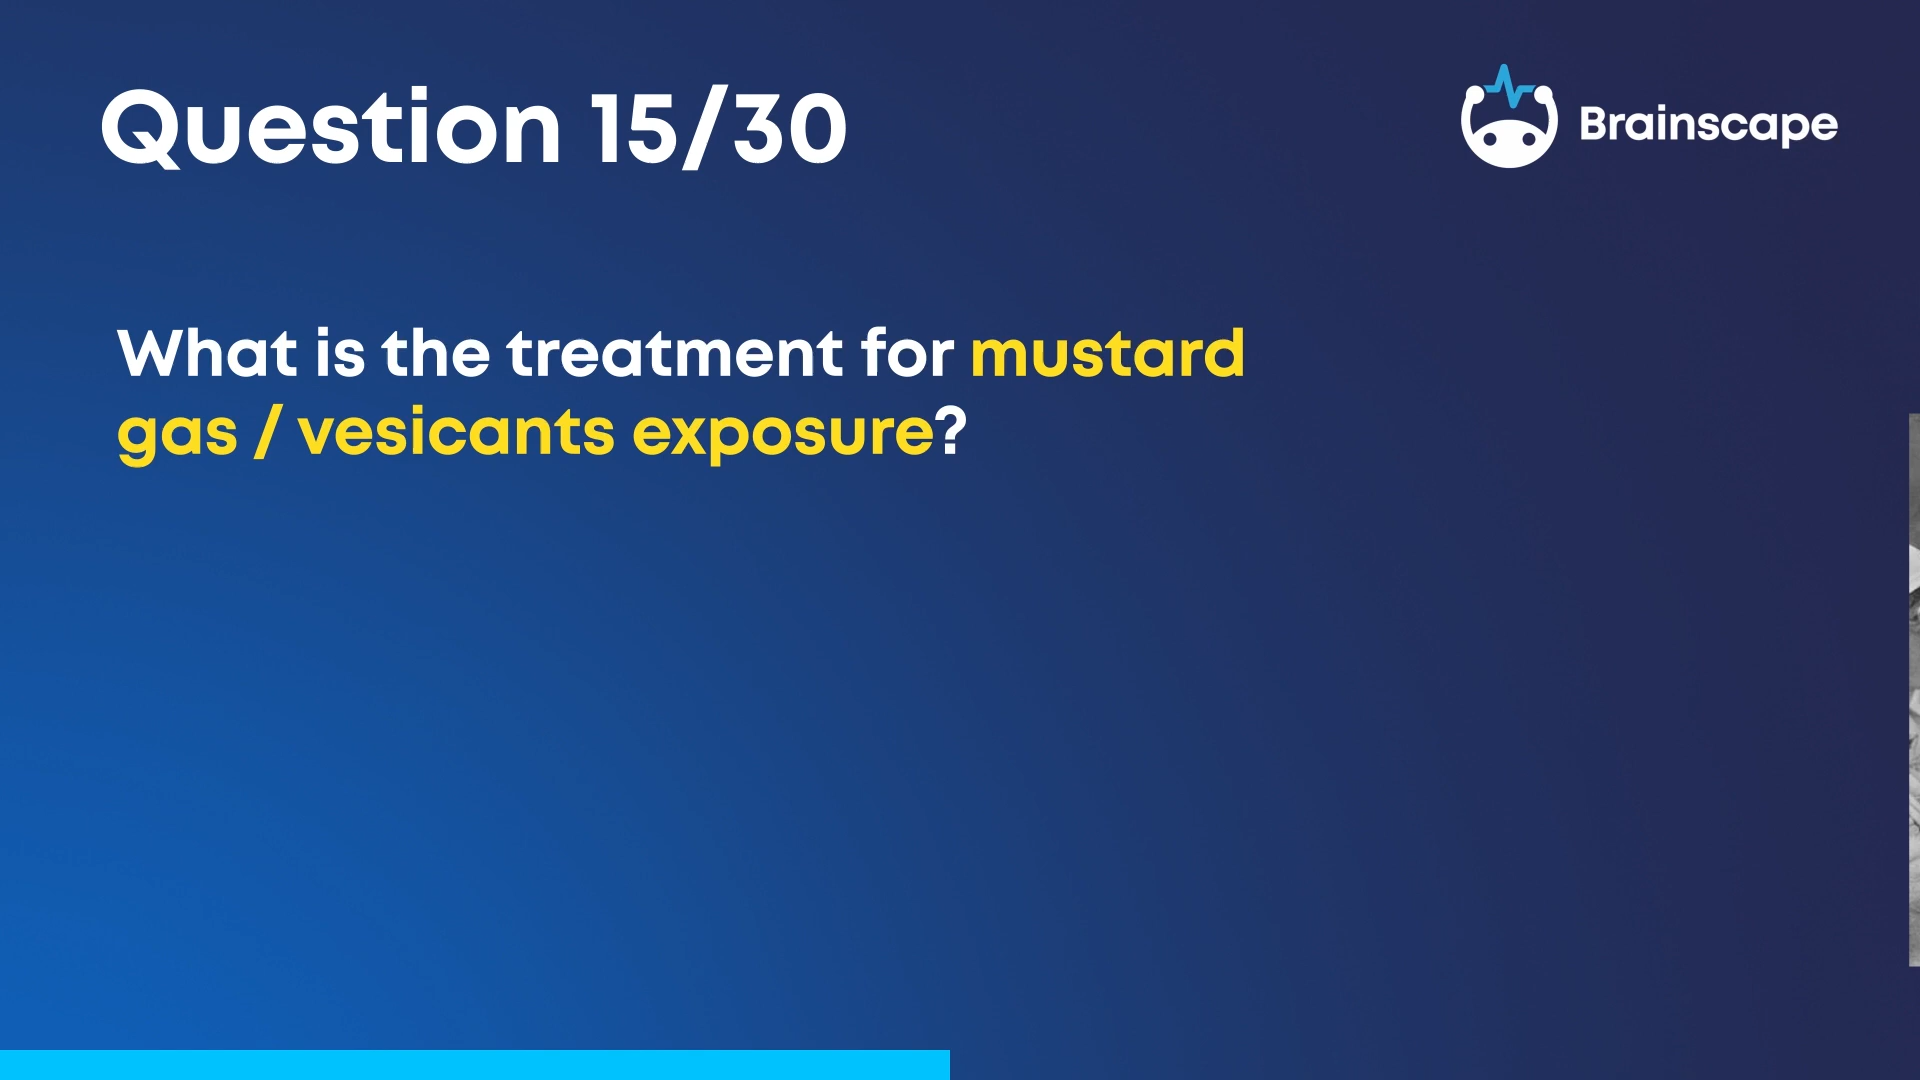 Question 15/30
Brainscape
What is the treatment for mustard
gas / vesicants exposure?